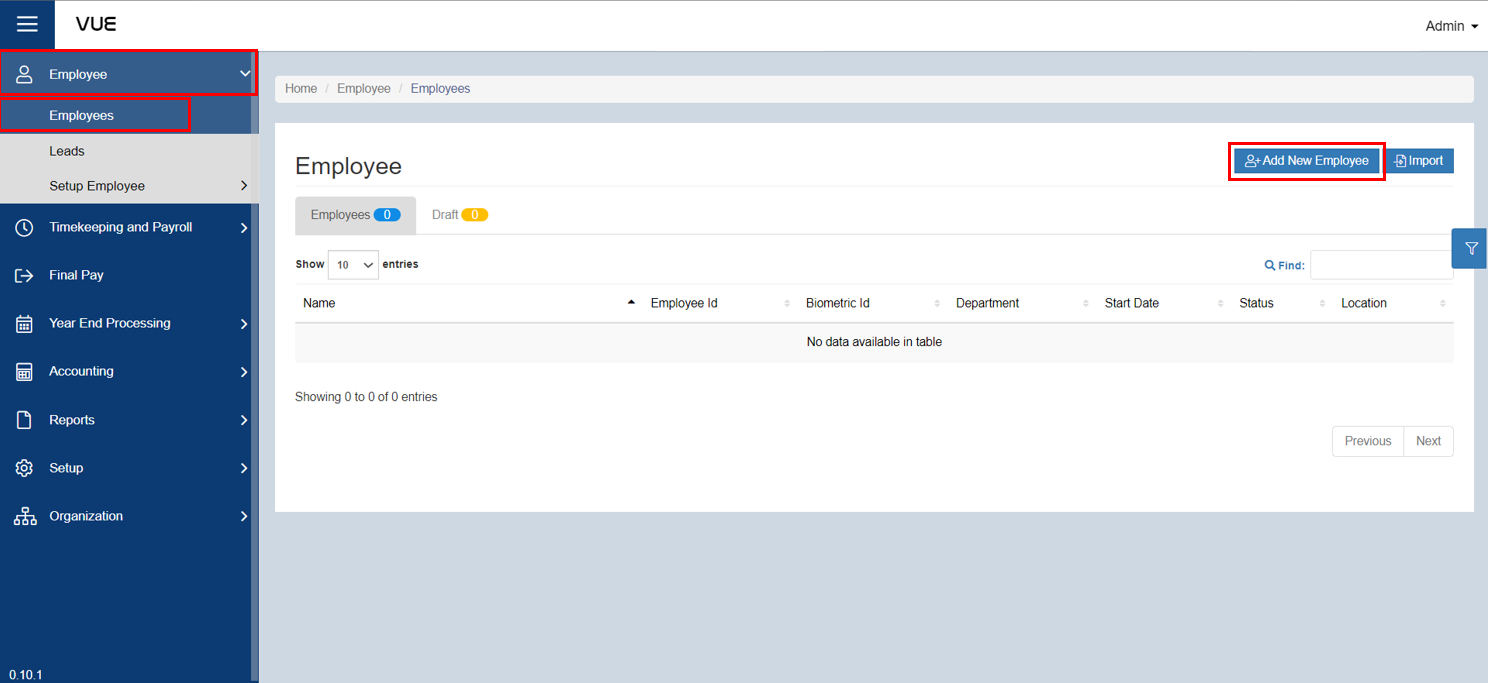 VUE
Admin
Employee
Employees
Leads
Setup Employee
Timekeeping and Payroll
Final Pay
Year End Processing
Accounting
Reports
Setup
Organization
0.10.1
Home / Employee / Employees
Employee
Add New Employee Import
Employees 0 Draft 0
Show 10 entries Find:
Name Employee Id Biometric Id Department Start Date Status Location
No data available in table
Showing 0 to 0 of 0 entries
Previous Next